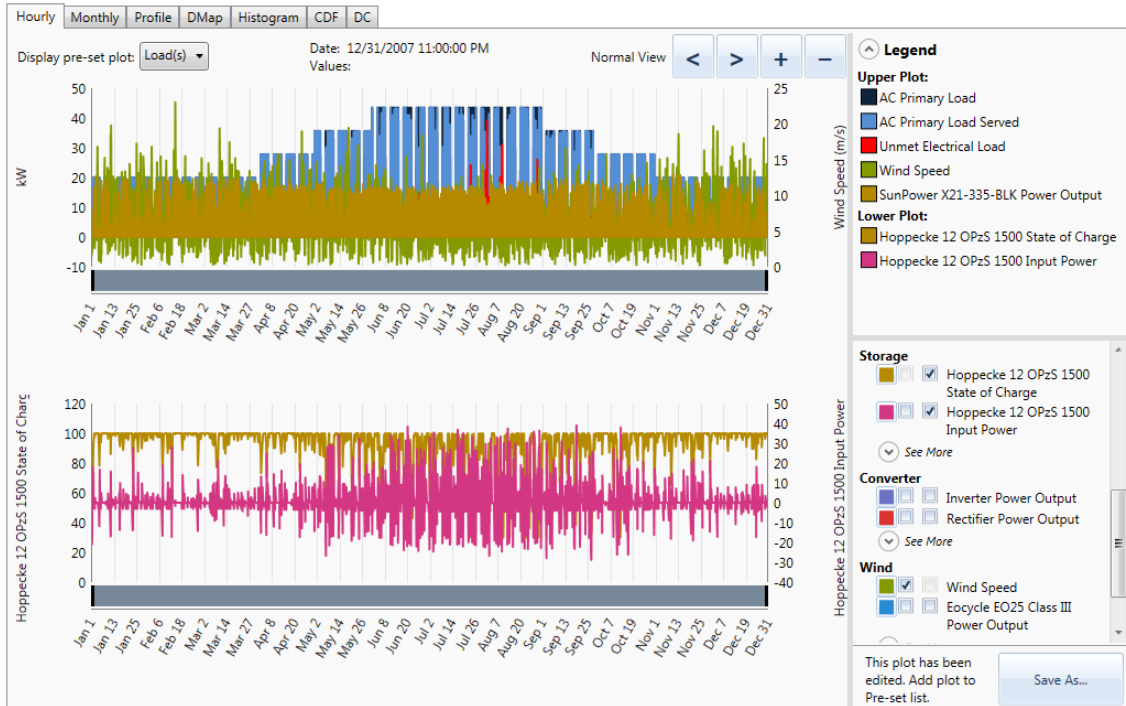 Hourly Monthly Profile DMap Histogram CDF DC
Display pre-set plot: Load(s)
Date: 12/31/2007 11:00:00 PM
Values:
Normal View < > + −
50
40
30
20
10
0
-10
kW
25
20
15
10
5
0
Wind Speed (m/s)
Jan 1 Jan 13 Jan 25 Feb 6 Feb 18 Mar 2 Mar 14 Mar 27 Apr 8 Apr 20 May 2 May 14 May 26 Jun 8 Jun 20 Jul 2 Jul 14 Jul 26 Aug 7 Aug 20 Sep 1 Sep 13 Sep 25 Oct 7 Oct 19 Nov 1 Nov 13 Nov 25 Dec 7 Dec 19 Dec 31
120
100
80
60
40
20
0
Hoppecke 12 OPzS 1500 State of Charg
50
40
30
20
10
0
-10
-20
-30
-40
Hoppecke 12 OPzS 1500 Input Power
Jan 1 Jan 13 Jan 25 Feb 6 Feb 18 Mar 2 Mar 14 Mar 27 Apr 8 Apr 20 May 2 May 14 May 26 Jun 8 Jun 20 Jul 2 Jul 14 Jul 26 Aug 7 Aug 20 Sep 1 Sep 13 Sep 25 Oct 7 Oct 19 Nov 1 Nov 13 Nov 25 Dec 7 Dec 19 Dec 31
Legend
Upper Plot:
AC Primary Load
AC Primary Load Served
Unmet Electrical Load
Wind Speed
SunPower X21-335-BLK Power Output
Lower Plot:
Hoppecke 12 OPzS 1500 State of Charge
Hoppecke 12 OPzS 1500 Input Power
Storage
Hoppecke 12 OPzS 1500
State of Charge
Hoppecke 12 OPzS 1500
Input Power
See More
Converter
Inverter Power Output
Rectifier Power Output
See More
Wind
Wind Speed
Eocycle EO25 Class III
Power Output
This plot has been
edited. Add plot to
Pre-set list.
Save As...